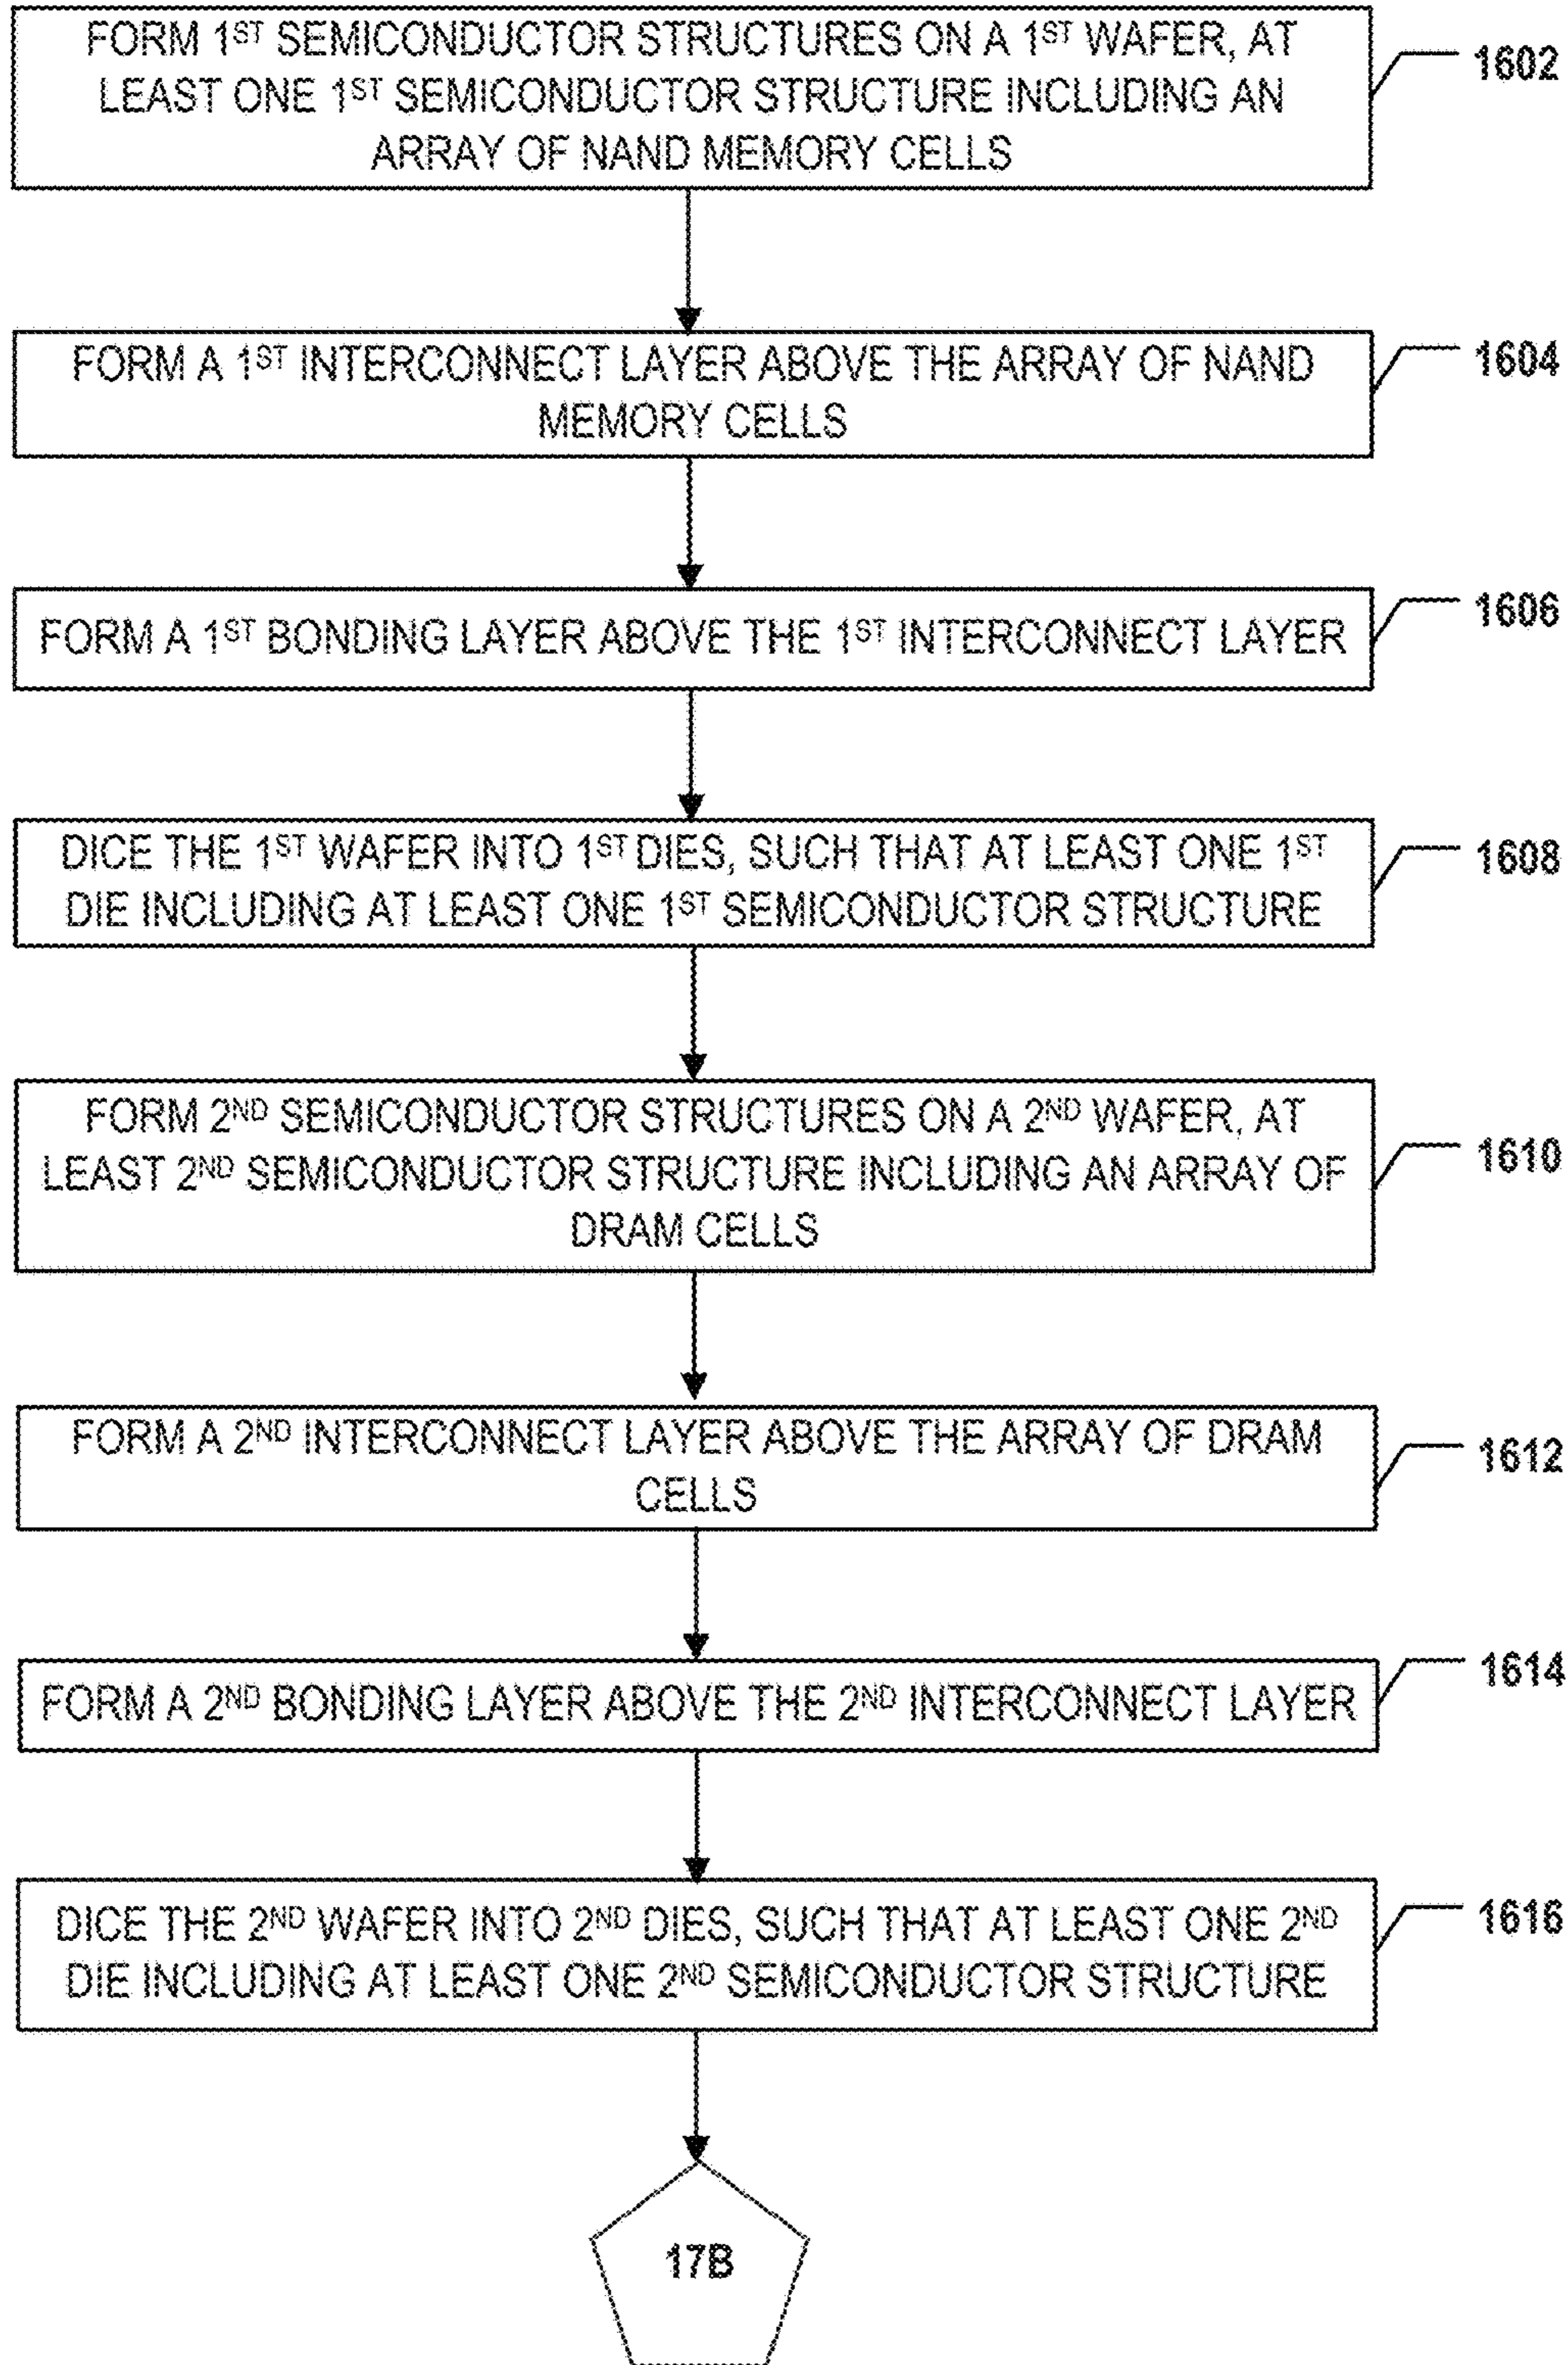 FORM 1ST SEMICONDUCTOR STRUCTURES ON A 1ST WAFER, AT
LEAST ONE 1ST SEMICONDUCTOR STRUCTURE INCLUDING AN
ARRAY OF NAND MEMORY CELLS
1602
FORM A 1ST INTERCONNECT LAYER ABOVE THE ARRAY OF NAND
MEMORY CELLS
1604
FORM A 1ST BONDING LAYER ABOVE THE 1ST INTERCONNECT LAYER
1606
DICE THE 1ST WAFER INTO 1ST DIES, SUCH THAT AT LEAST ONE 1ST
DIE INCLUDING AT LEAST ONE 1ST SEMICONDUCTOR STRUCTURE
1608
FORM 2ND SEMICONDUCTOR STRUCTURES ON A 2ND WAFER, AT
LEAST 2ND SEMICONDUCTOR STRUCTURE INCLUDING AN ARRAY OF
DRAM CELLS
1610
FORM A 2ND INTERCONNECT LAYER ABOVE THE ARRAY OF DRAM
CELLS
1612
FORM A 2ND BONDING LAYER ABOVE THE 2ND INTERCONNECT LAYER
1614
DICE THE 2ND WAFER INTO 2ND DIES, SUCH THAT AT LEAST ONE 2ND
DIE INCLUDING AT LEAST ONE 2ND SEMICONDUCTOR STRUCTURE
1616
17B